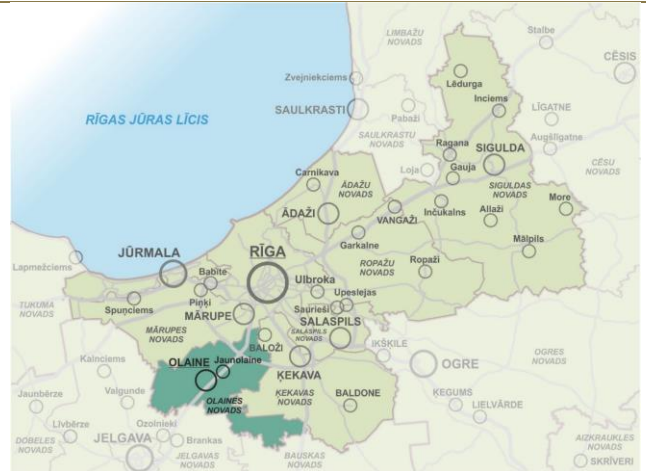 LIMBAŽU
NOVADS
Stalbe
CĒSIS
Lēdurga
Zvejniekciems
Inciems
LĪGATNE
SAULKRASTI
Pabaži
RĪGAS JŪRAS LĪCIS
SAULKRASTU
NOVADS
Augšlīgatne
Ragana
SIGULDA
Loja
Gauja
CĒSU
NOVADS
Carnikava
ĀDAŽU
NOVADS
SIGULDAS
NOVADS
More
ĀDAŽI
VANGAŽI
Inčukalns
Allaži
Garkalne
Mālpils
JŪRMALA
RĪGA
Lapmežciems
Babīte
ROPAŽU
NOVADS
Ropaži
Ulbroka
Piņķi
Upeslejas
TUKUMA
NOVADS
Spuņciems
Saurieši
MĀRUPE
SALASPILS
MĀRUPES
NOVADS
SALASPILS
NOVADS
BALOŽI
IKŠĶILE
OLAINE
Jaunolaine
ĶEKAVA
OGRE
OGRES
NOVADS
Kalnciems
Jaunbērze
Valgunde
OLAINES
NOVADS
ĶEKAVAS
NOVADS
BALDONE
ĶEGUMS
LIELVĀRDE
Līvbērze
Ozolnieki
DOBELES
NOVADS
JELGAVA
Brankas
JELGAVAS
NOVADS
BAUSKAS
NOVADS
AIZKRAUKLES
NOVADS
SKRĪVERI